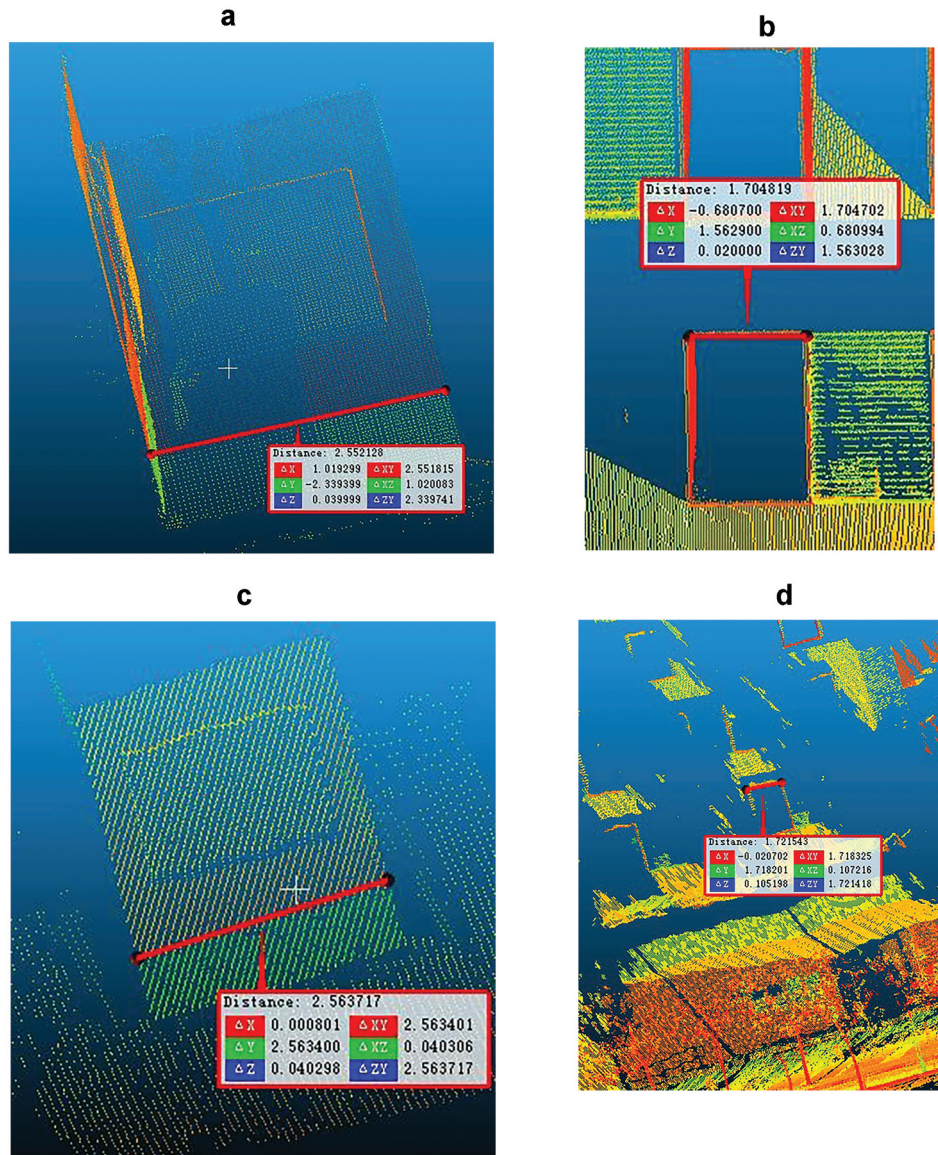 a
Distance: 2.552128
ΔX 1.019299 ΔXY 2.551815
ΔY -2.339399 ΔXZ 1.020083
ΔZ 0.039999 ΔZY 2.339741
b
Distance: 1.704819
ΔX -0.680700 ΔXY 1.704702
ΔY 1.562900 ΔXZ 0.680994
ΔZ 0.020000 ΔZY 1.563028
c
Distance: 2.563717
ΔX 0.000801 ΔXY 2.563401
ΔY 2.563400 ΔXZ 0.040306
ΔZ 0.040298 ΔZY 2.563717
d
Distance: 1.721543
ΔX -0.020702 ΔXY 1.718325
ΔY 1.718201 ΔXZ 0.107216
ΔZ 0.105198 ΔZY 1.721418